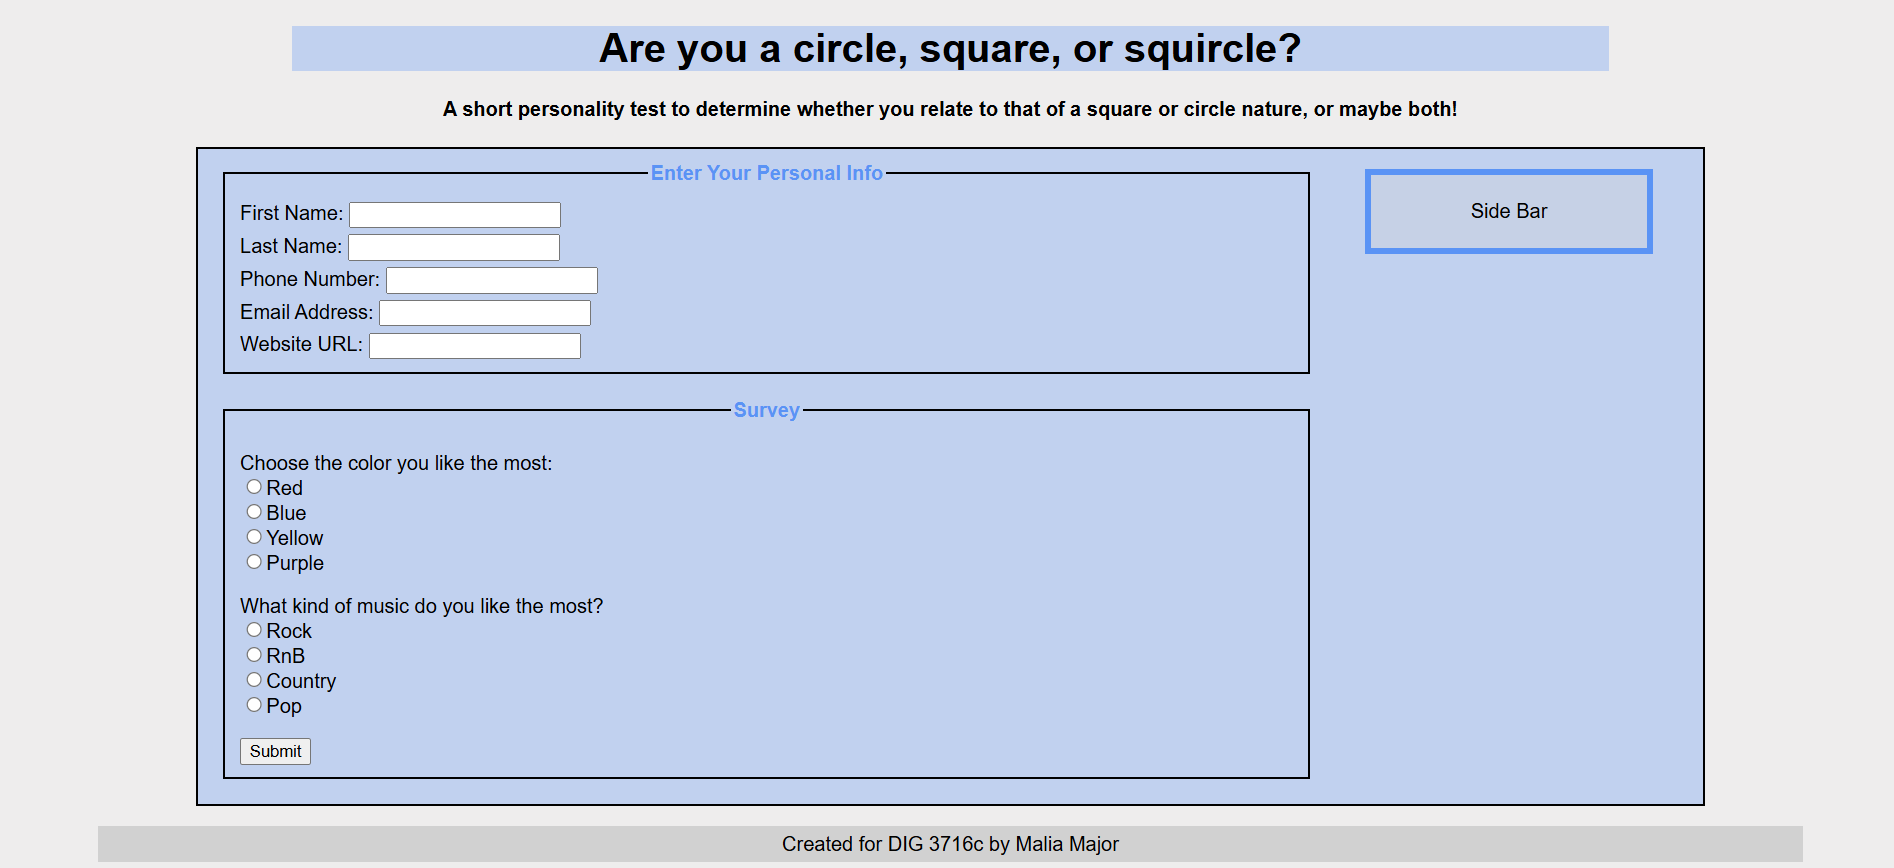 Are you a circle, square, or squircle?
A short personality test to determine whether you relate to that of a square or circle nature, or maybe both!
Enter Your Personal Info
First Name:
Last Name:
Phone Number:
Email Address:
Website URL:
Side Bar
Survey
Choose the color you like the most:
Red
Blue
Yellow
Purple
What kind of music do you like the most?
Rock
RnB
Country
Pop
Submit
Created for DIG 3716c by Malia Major